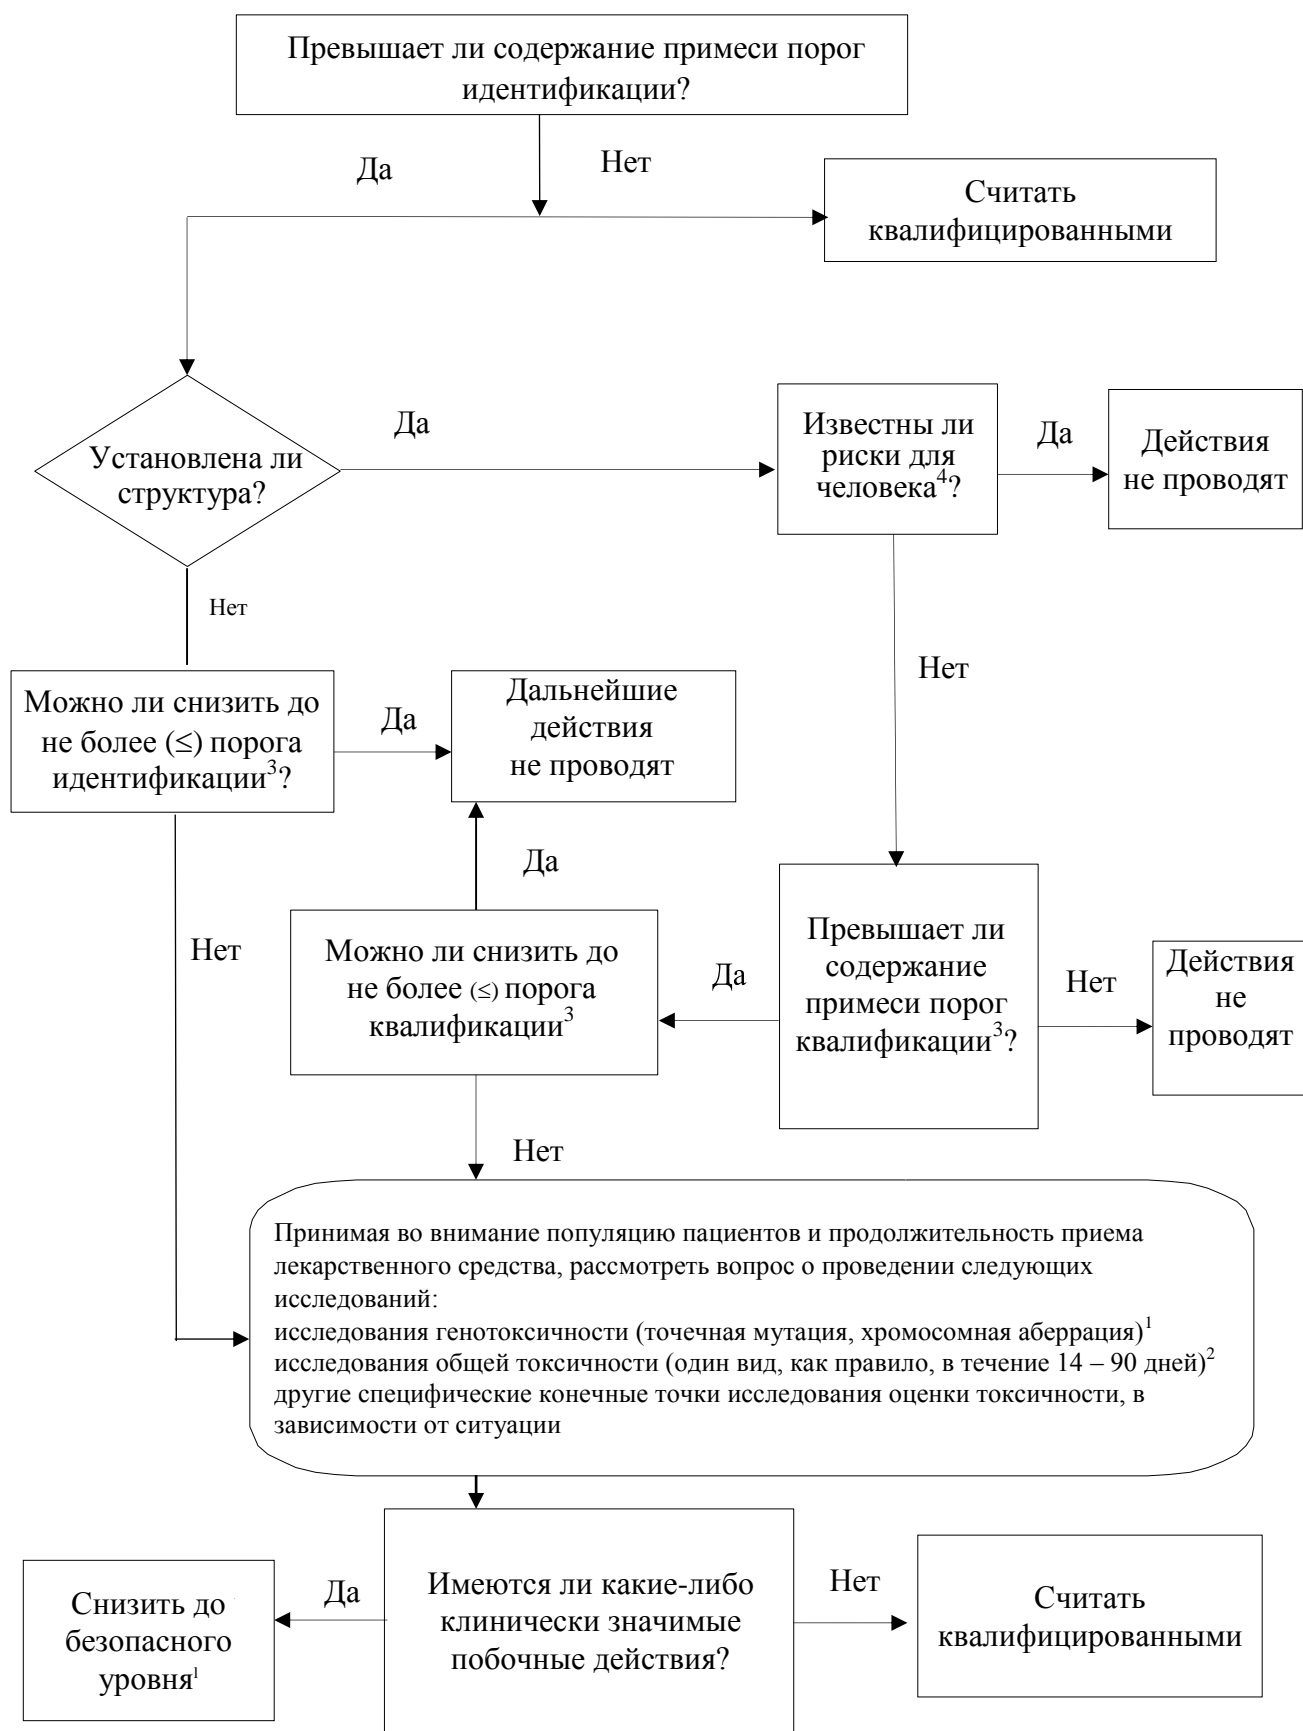 Превышает ли содержание примеси порог
идентификации?
Да
Нет
Считать
квалифицированными
Установлена ли
структура?
Да
Известны ли
риски для
человека⁴?
Да
Действия
не проводят
Нет
Нет
Можно ли снизить до
не более (≤) порога
идентификации³?
Да
Дальнейшие
действия
не проводят
Да
Нет
Можно ли снизить до
не более (≤) порога
квалификации³
Да
Превышает ли
содержание
примеси порог
квалификации³?
Нет
Действия
не
проводят
Нет
Принимая во внимание популяцию пациентов и продолжительность приема
лекарственного средства, рассмотреть вопрос о проведении следующих
исследований:
исследования генотоксичности (точечная мутация, хромосомная аберрация)¹
исследования общей токсичности (один вид, как правило, в течение 14 – 90 дней)²
другие специфические конечные точки исследования оценки токсичности, в
зависимости от ситуации
Снизить до
безопасного
уровня¹
Да
Имеются ли какие-либо
клинически значимые
побочные действия?
Нет
Считать
квалифицированными